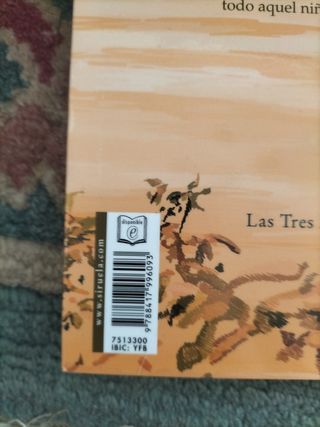 todo aquel niñ
Las Tres
disponible
e
www.siruela.com
9 788417 996093
7513300
IBIC: YFB